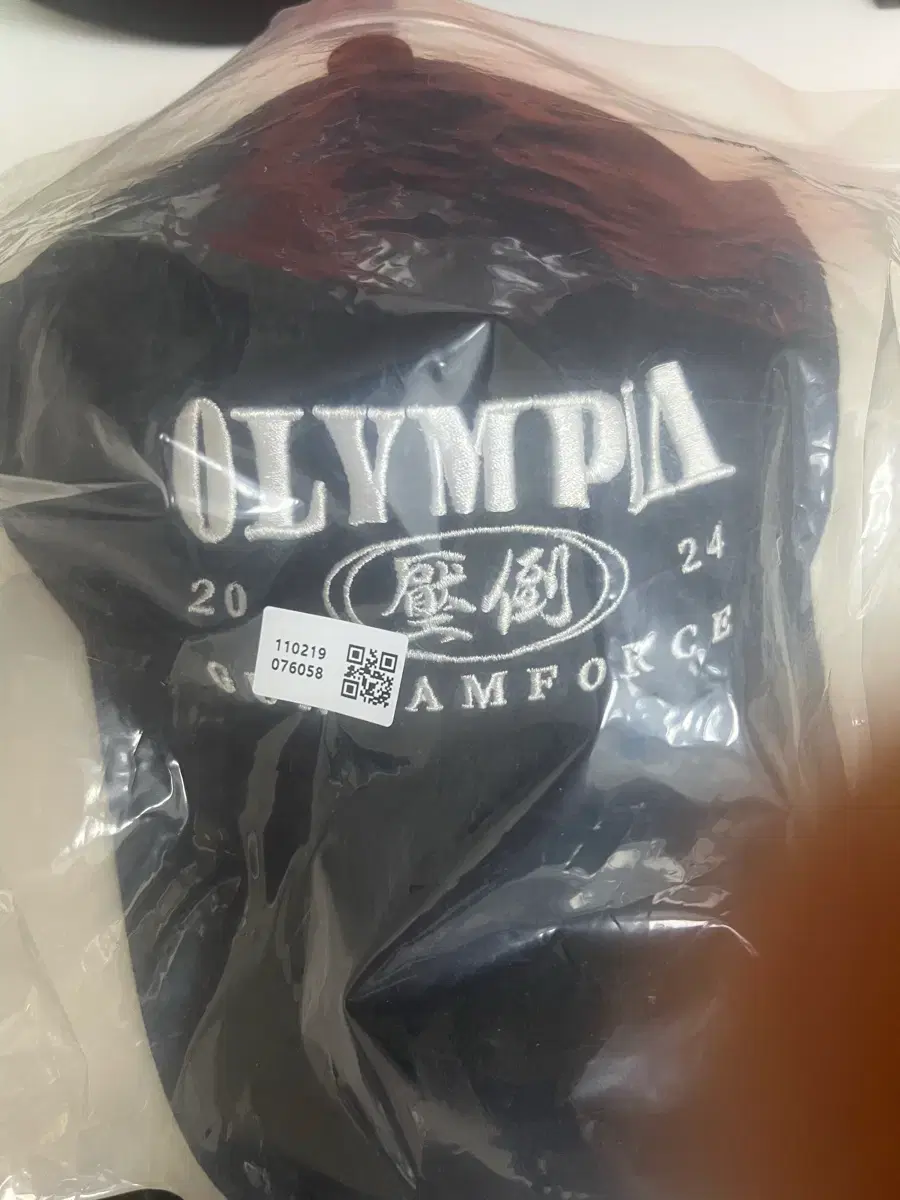 OLYMPIA
20 壓倒 24
110219
076058
AMFORCE